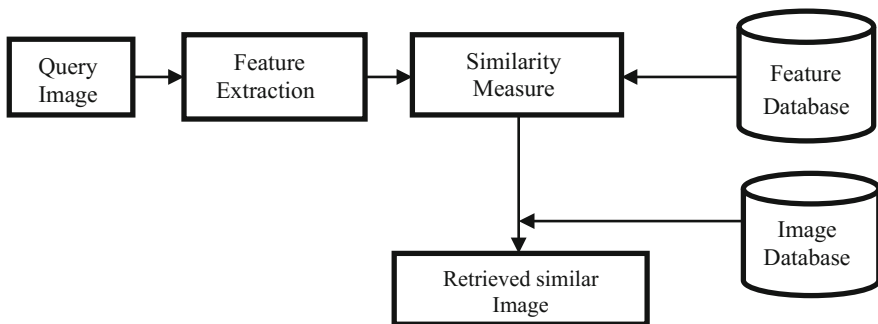 Query
Image
Feature
Extraction
Similarity
Measure
Feature
Database
Image
Database
Retrieved similar
Image